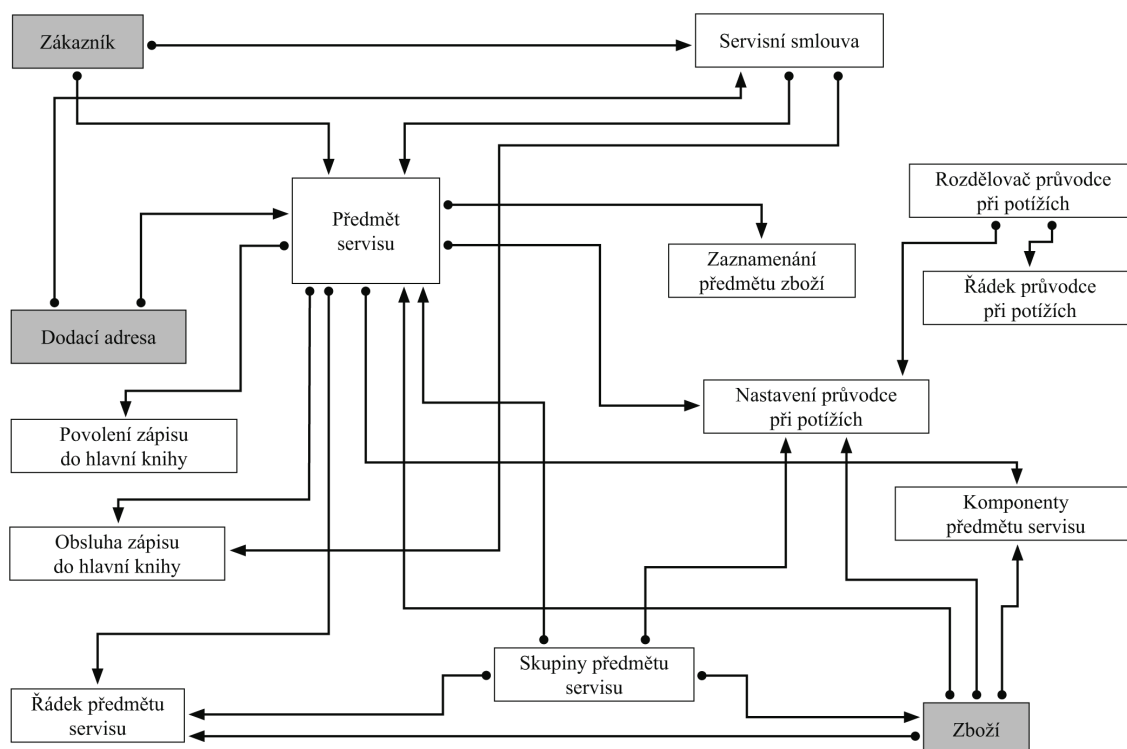 Zákazník
Servisní smlouva
Rozdělovač průvodce
při potížích
Předmět
servisu
Zaznamenání
předmětu zboží
Řádek průvodce
při potížích
Dodací adresa
Nastavení průvodce
při potížích
Povolení zápisu
do hlavní knihy
Komponenty
předmětu servisu
Obsluha zápisu
do hlavní knihy
Skupiny předmětu
servisu
Řádek předmětu
servisu
Zboží